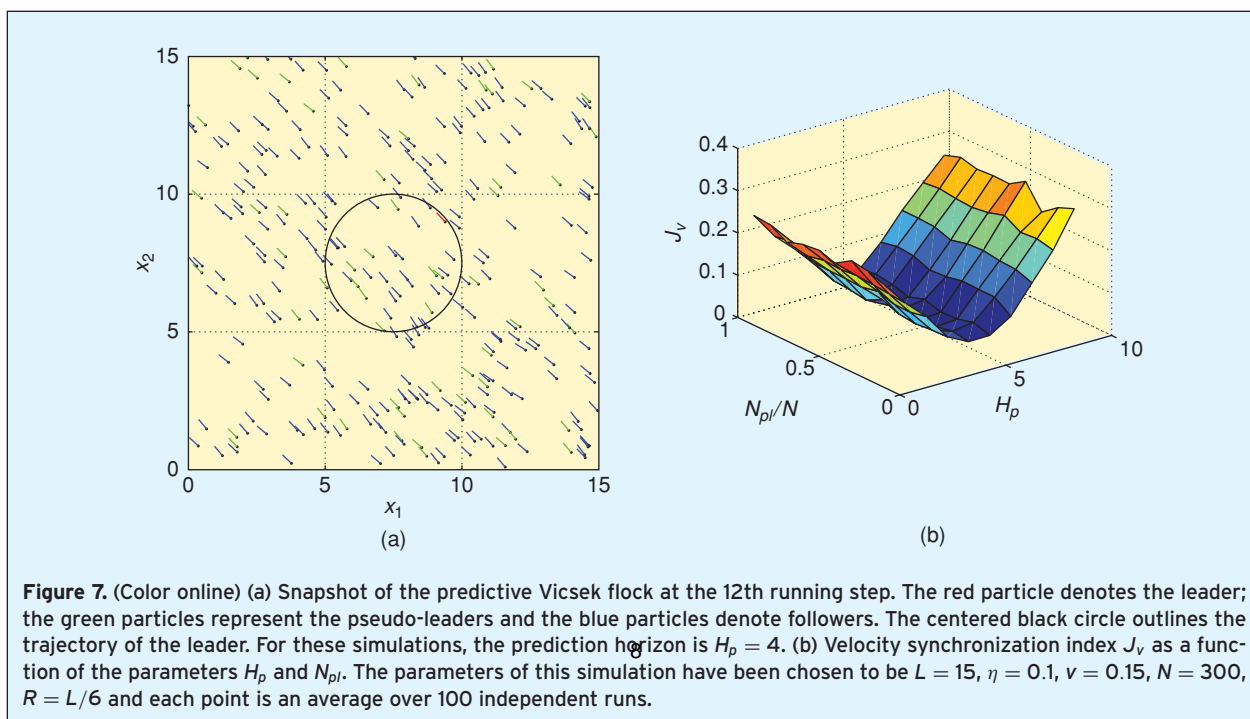 15
10
5
0
x2
0 5 10 15
x1
(a)
0.4
0.3
0.2
0.1
0
Jv
1
0.5
0
Npl/N
0
5
10
Hp
(b)
Figure 7. (Color online) (a) Snapshot of the predictive Vicsek flock at the 12th running step. The red particle denotes the leader;
the green particles represent the pseudo-leaders and the blue particles denote followers. The centered black circle outlines the
trajectory of the leader. For these simulations, the prediction horizon is Hp = 4. (b) Velocity synchronization index Jv as a func-
8
tion of the parameters Hp and Npl. The parameters of this simulation have been chosen to be L = 15, η = 0.1, v = 0.15, N = 300,
R = L/6 and each point is an average over 100 independent runs.